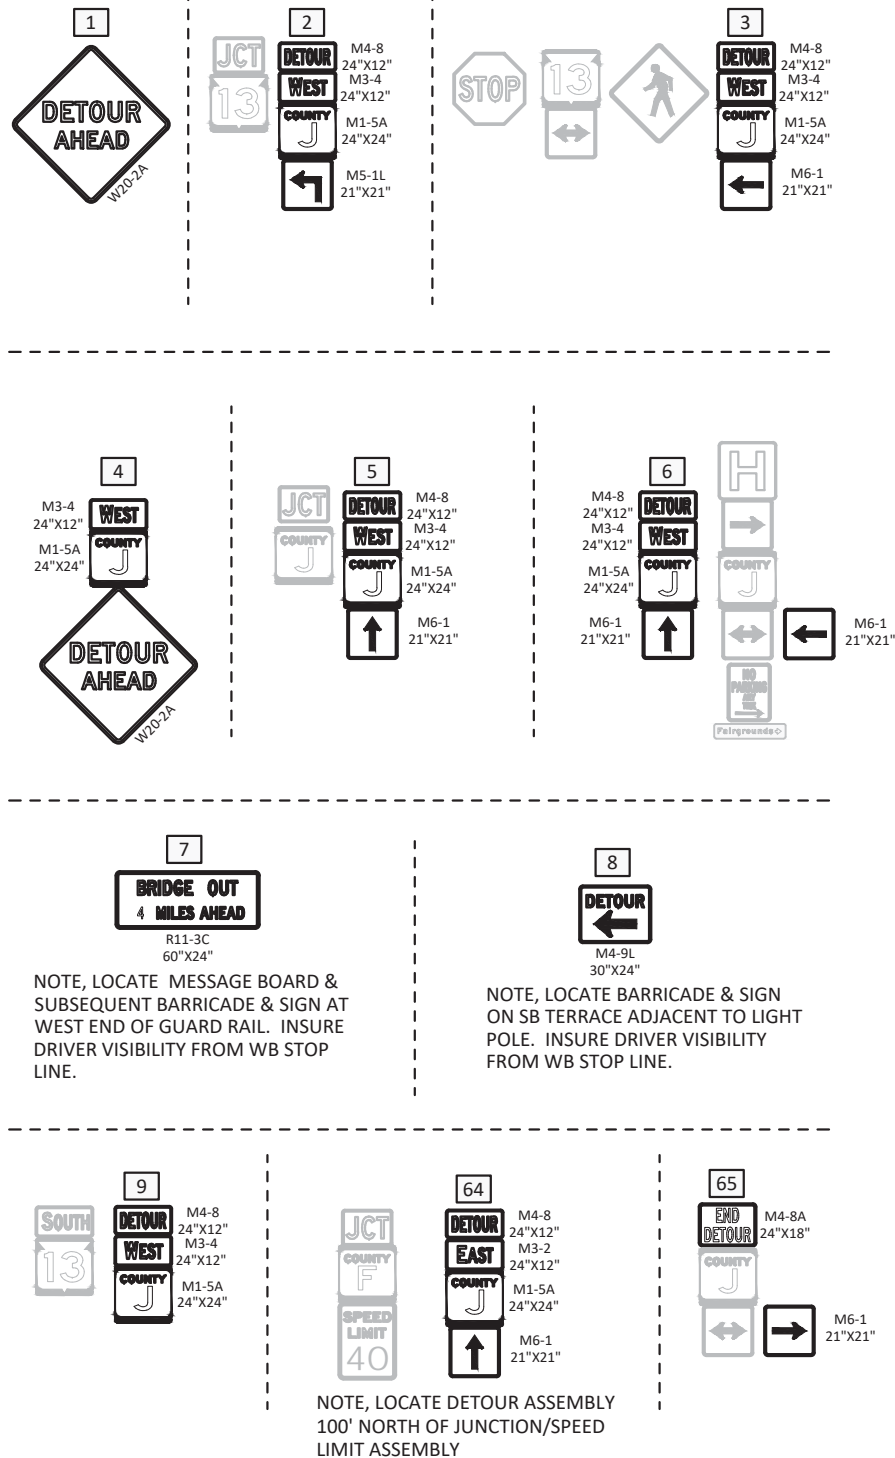 1
DETOUR
AHEAD
W20-2A
2
JCT
13
DETOUR
WEST
COUNTY
J
M4-8
24"X12"
M3-4
24"X12"
M1-5A
24"X24"
M5-1L
21"X21"
3
STOP
13
DETOUR
WEST
COUNTY
J
M4-8
24"X12"
M3-4
24"X12"
M1-5A
24"X24"
M6-1
21"X21"
4
M3-4
24"X12"
M1-5A
24"X24"
WEST
COUNTY
J
DETOUR
AHEAD
W20-2A
5
JCT
COUNTY
J
DETOUR
WEST
COUNTY
J
M4-8
24"X12"
M3-4
24"X12"
M1-5A
24"X24"
M6-1
21"X21"
6
M4-8
24"X12"
M3-4
24"X12"
M1-5A
24"X24"
M6-1
21"X21"
DETOUR
WEST
COUNTY
J
H
COUNTY
J
NO
PARKING
ANY
TIME
Fairgrounds
M6-1
21"X21"
7
BRIDGE OUT
4 MILES AHEAD
R11-3C
60"X24"
NOTE, LOCATE MESSAGE BOARD &
SUBSEQUENT BARRICADE & SIGN AT
WEST END OF GUARD RAIL. INSURE
DRIVER VISIBILITY FROM WB STOP
LINE.
8
DETOUR
M4-9L
30"X24"
NOTE, LOCATE BARRICADE & SIGN
ON SB TERRACE ADJACENT TO LIGHT
POLE. INSURE DRIVER VISIBILITY
FROM WB STOP LINE.
9
SOUTH
13
DETOUR
WEST
COUNTY
J
M4-8
24"X12"
M3-4
24"X12"
M1-5A
24"X24"
64
JCT
COUNTY
F
SPEED
LIMIT
40
DETOUR
EAST
COUNTY
J
M4-8
24"X12"
M3-2
24"X12"
M1-5A
24"X24"
M6-1
21"X21"
NOTE, LOCATE DETOUR ASSEMBLY
100' NORTH OF JUNCTION/SPEED
LIMIT ASSEMBLY
65
END
DETOUR
COUNTY
J
M4-8A
24"X18"
M6-1
21"X21"